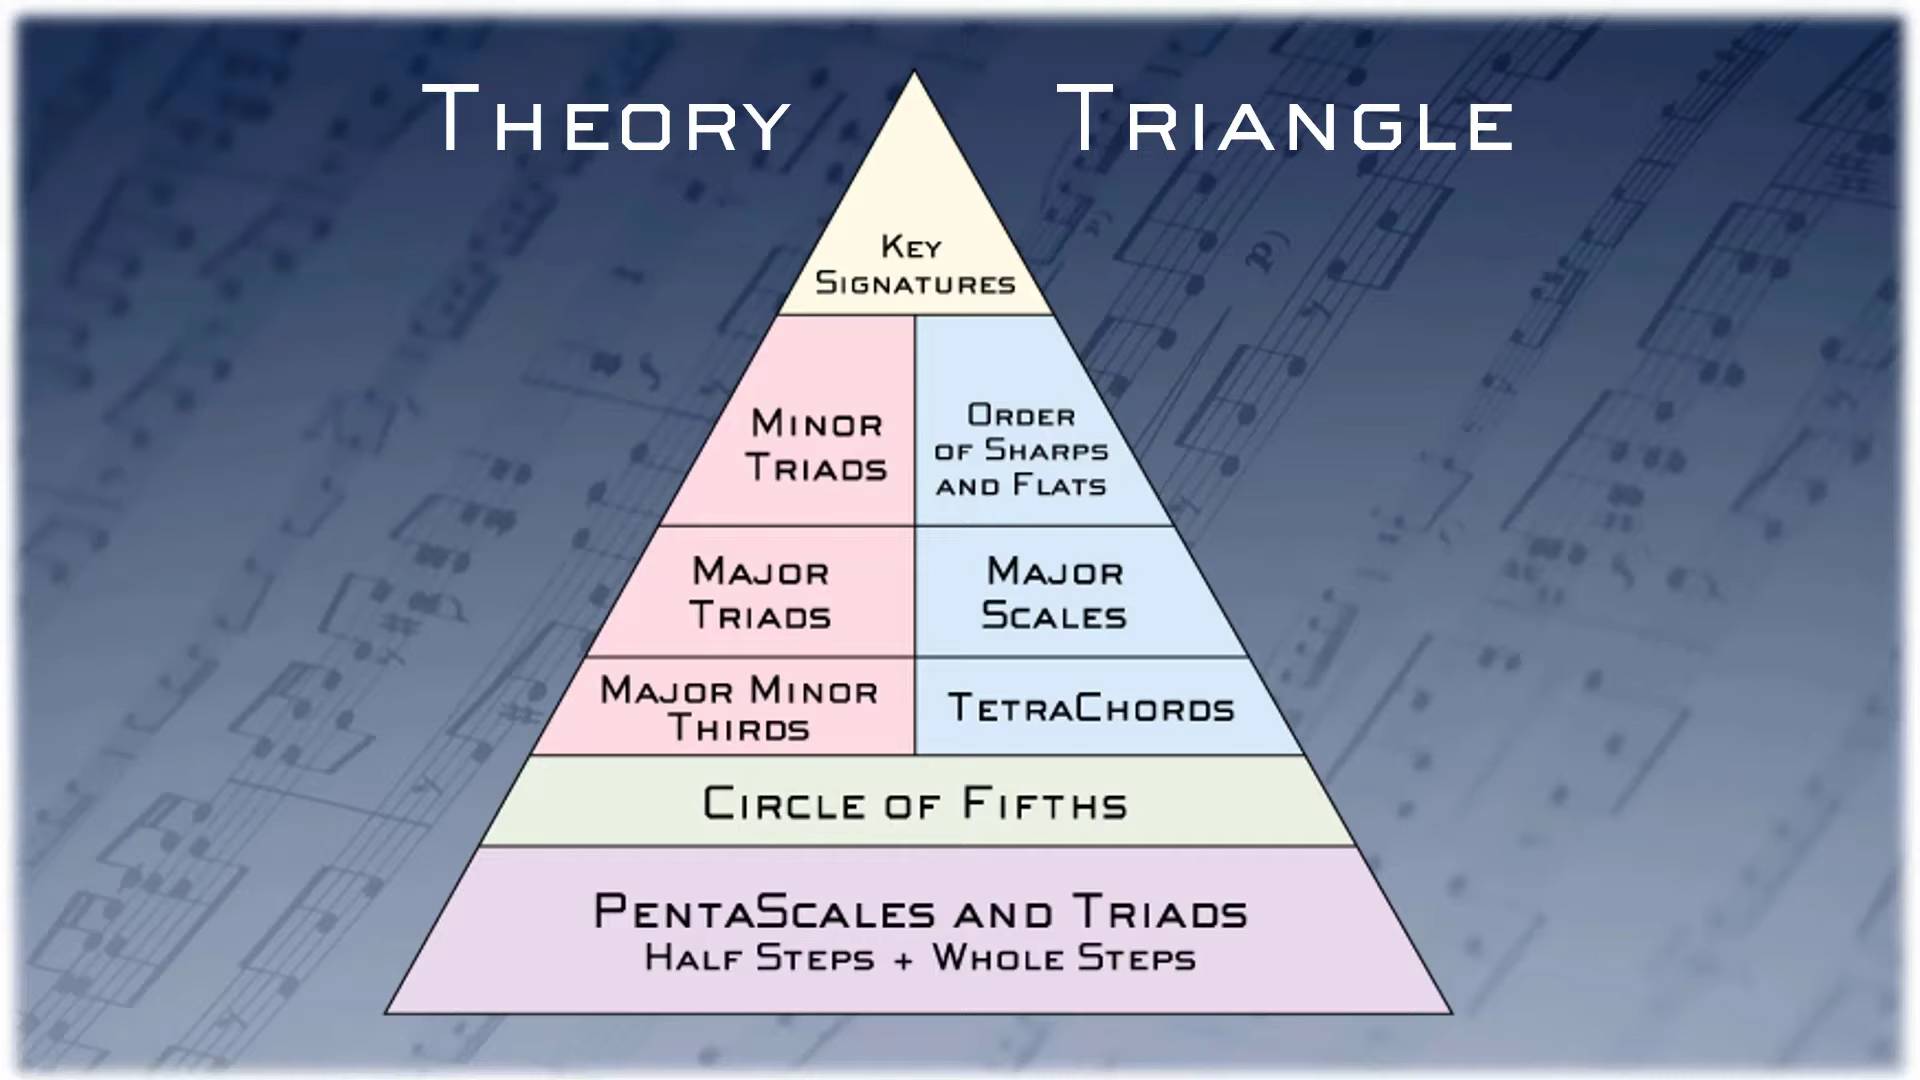 Theory Triangle
Key
Signatures
Minor
Triads
Order
of Sharps
and Flats
Major
Triads
Major
Scales
Major Minor
Thirds
TetraChords
Circle of Fifths
PentaScales and Triads
Half Steps + Whole Steps